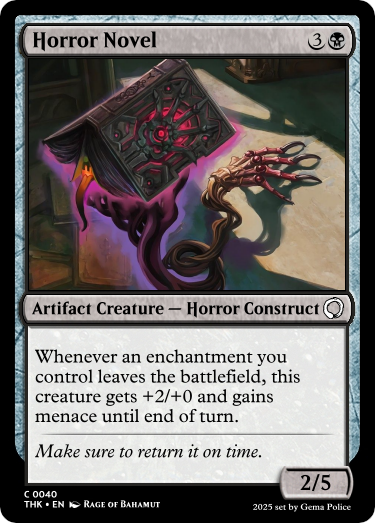 Horror Novel 3
Artifact Creature — Horror Construct
Whenever an enchantment you
control leaves the battlefield, this
creature gets +2/+0 and gains
menace until end of turn.
Make sure to return it on time.
2/5
C 0040
THK • EN Rage of Bahamut
2025 set by Gema Police